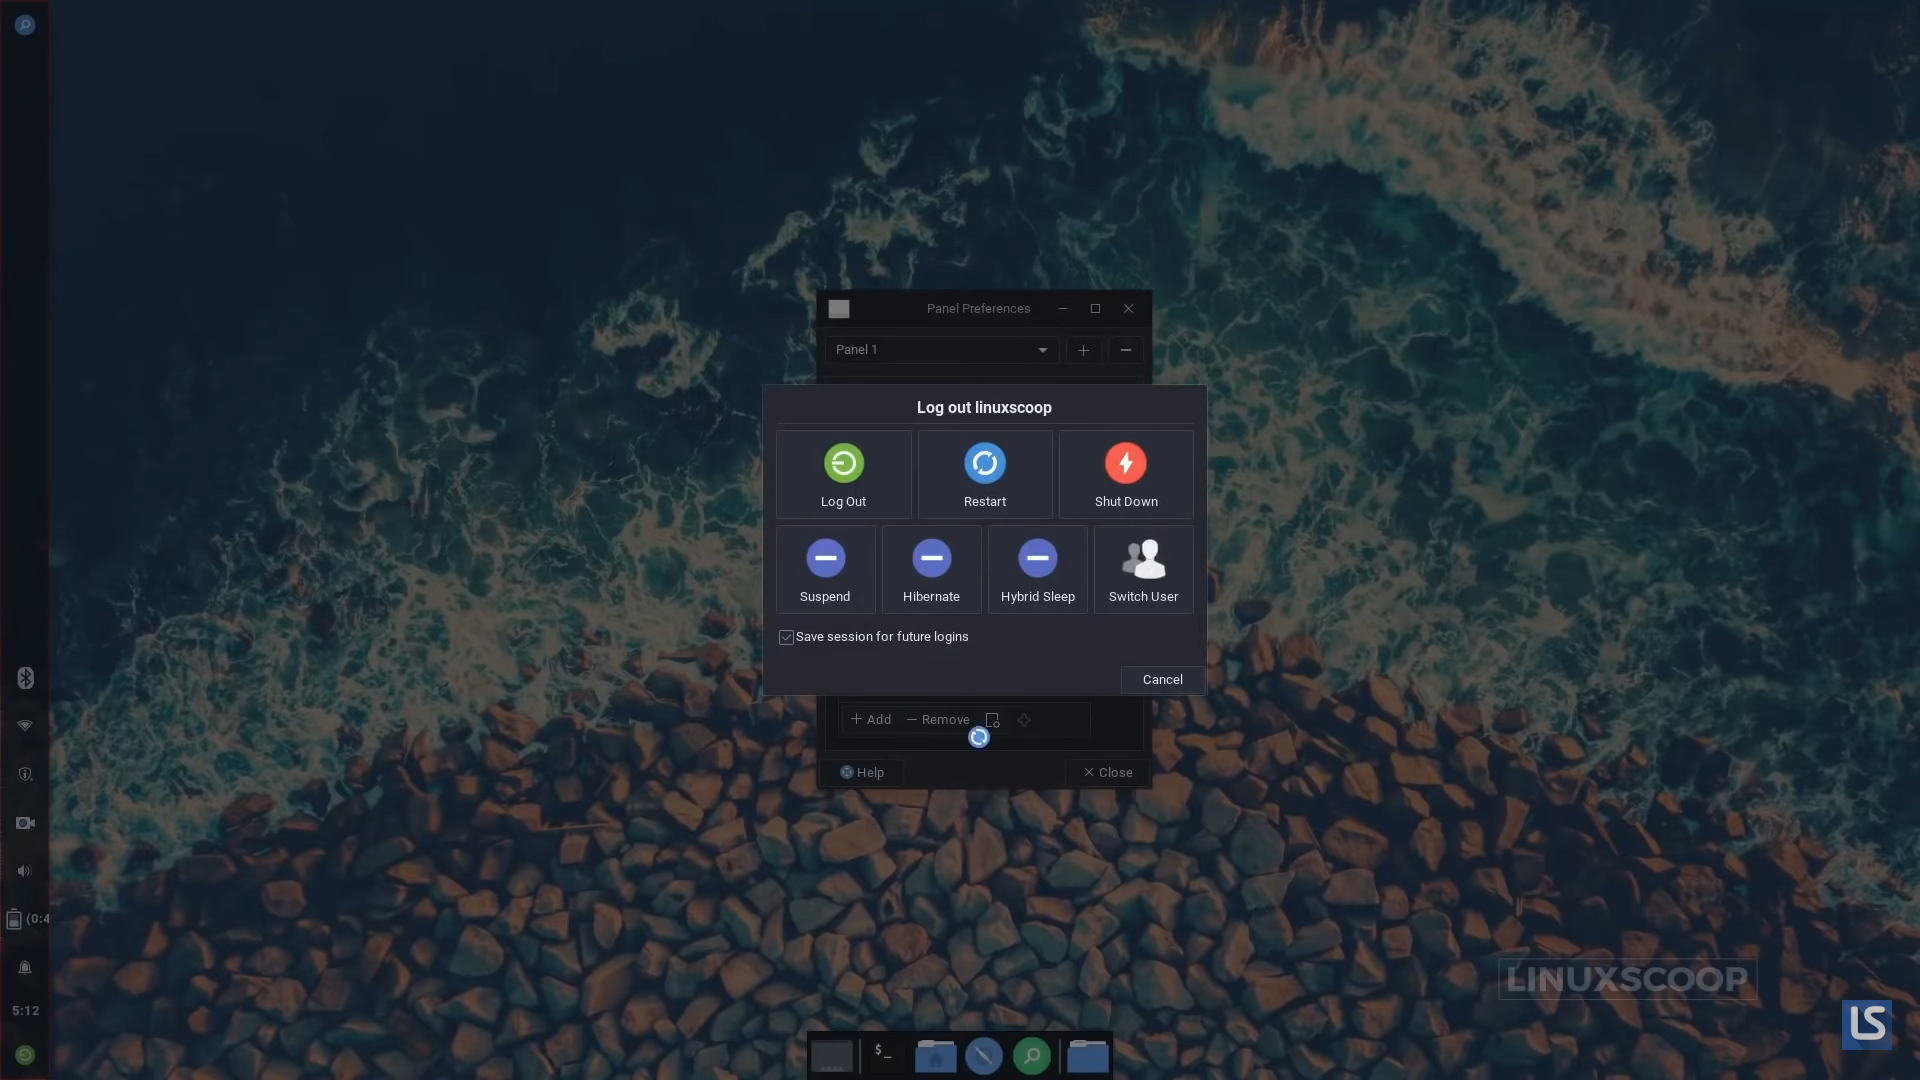 Panel Preferences
Panel 1
Log out linuxscoop
Log Out
Restart
Shut Down
Suspend
Hibernate
Hybrid Sleep
Switch User
Save session for future logins
Cancel
Add
Remove
Help
Close
(0:4
5:12
$_
LINUXSCOOP
LS